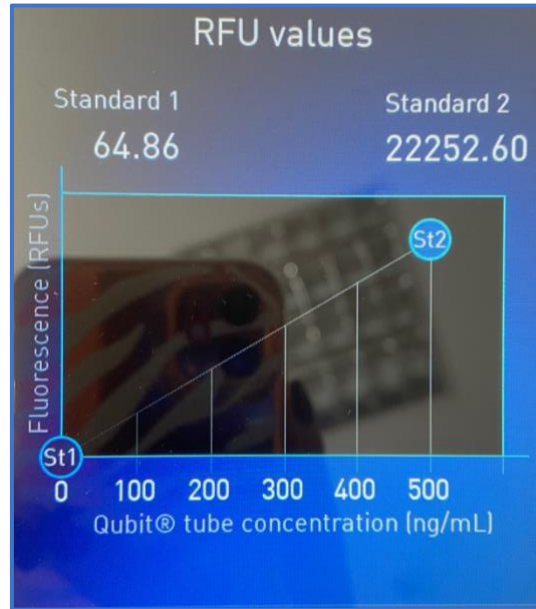 RFU values
Standard 1
64.86
Standard 2
22252.60
Fluorescence (RFUs)
St2
St1
0 100 200 300 400 500
Qubit® tube concentration (ng/mL)